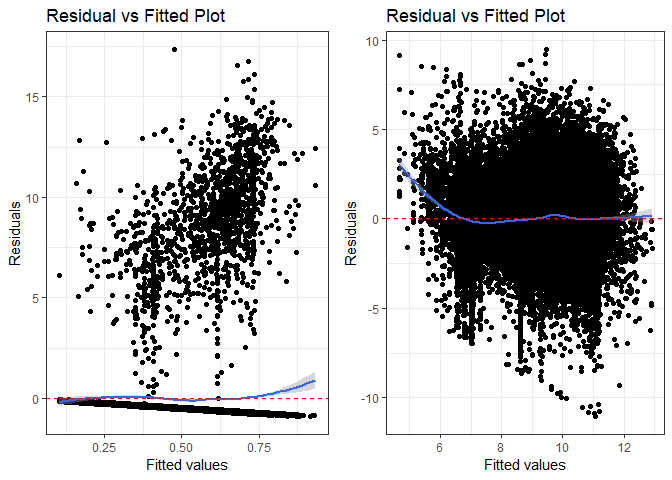 Residual vs Fitted Plot
15
10
5
0
Residuals
0.25 0.50 0.75
Fitted values
Residual vs Fitted Plot
10
5
0
-5
-10
Residuals
6 8 10 12
Fitted values